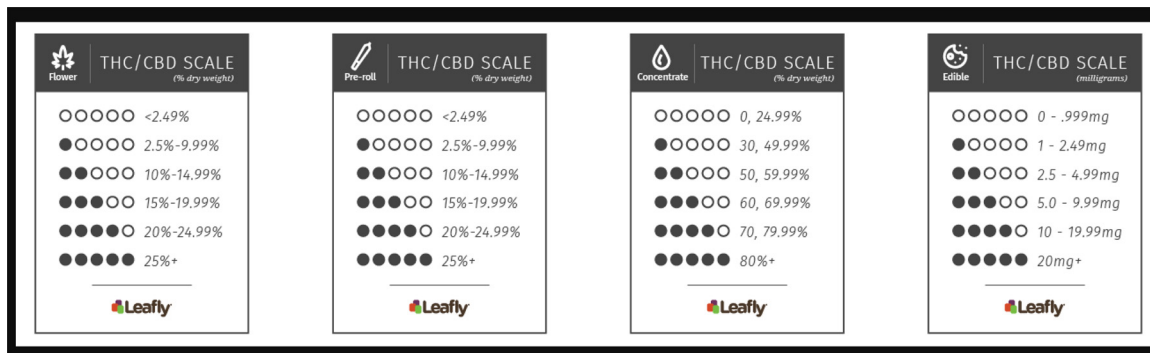 Flower
THC/CBD SCALE
(% dry weight)
<2.49%
2.5%-9.99%
10%-14.99%
15%-19.99%
20%-24.99%
25%+
Leafly
Pre-roll
THC/CBD SCALE
(% dry weight)
<2.49%
2.5%-9.99%
10%-14.99%
15%-19.99%
20%-24.99%
25%+
Leafly
Concentrate
THC/CBD SCALE
(% dry weight)
0, 24.99%
30, 49.99%
50, 59.99%
60, 69.99%
70, 79.99%
80%+
Leafly
Edible
THC/CBD SCALE
(milligrams)
0 - .999mg
1 - 2.49mg
2.5 - 4.99mg
5.0 - 9.99mg
10 - 19.99mg
20mg+
Leafly